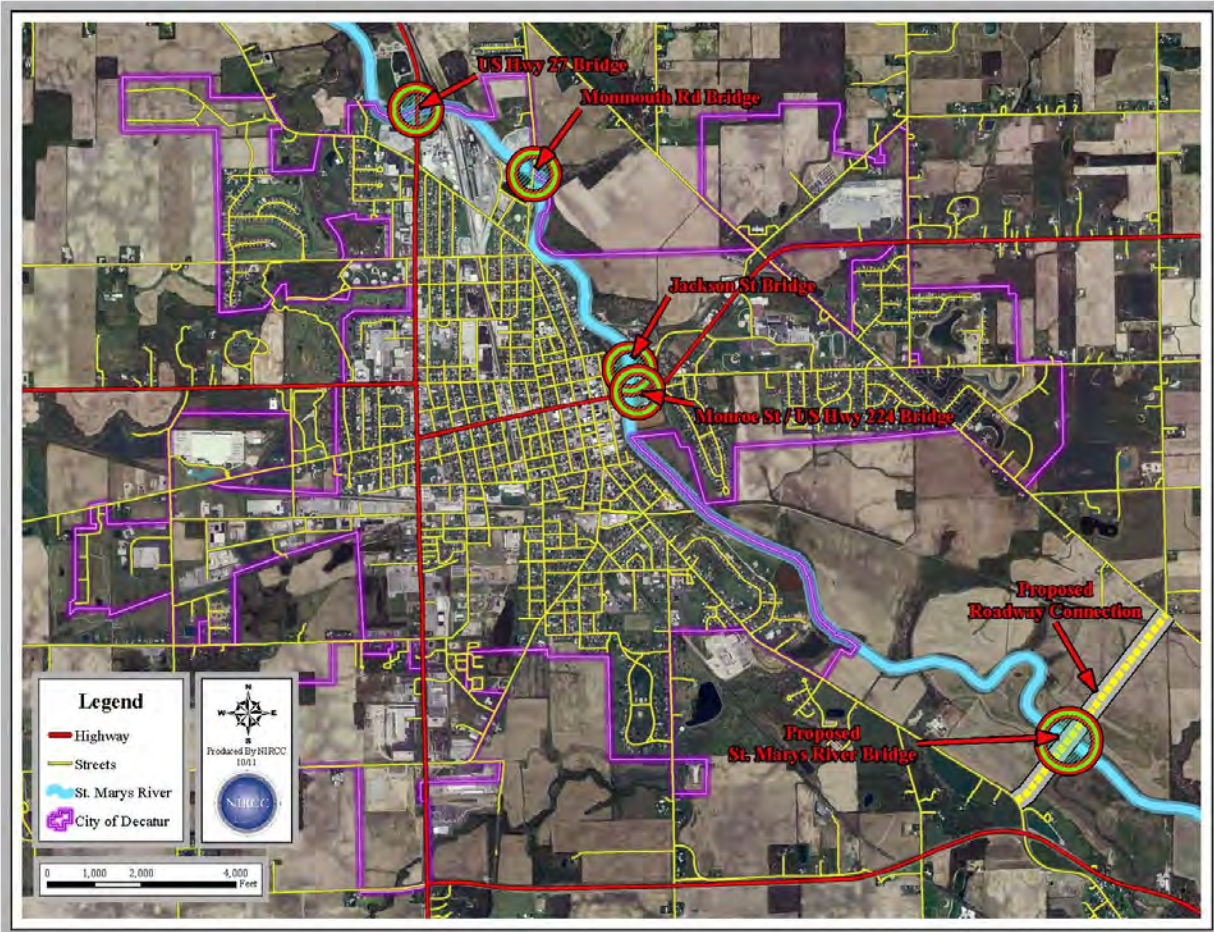 US Hwy 27 Bridge
Monmouth Rd Bridge
Jackson St Bridge
Monroe St / US Hwy 224 Bridge
Proposed
Roadway Connection
Proposed
St. Marys River Bridge
Legend
Highway
Streets
St. Marys River
City of Decatur
N
W E
S
Produced By NIRCC
10/11
NIRCC
0 1,000 2,000 4,000
Feet